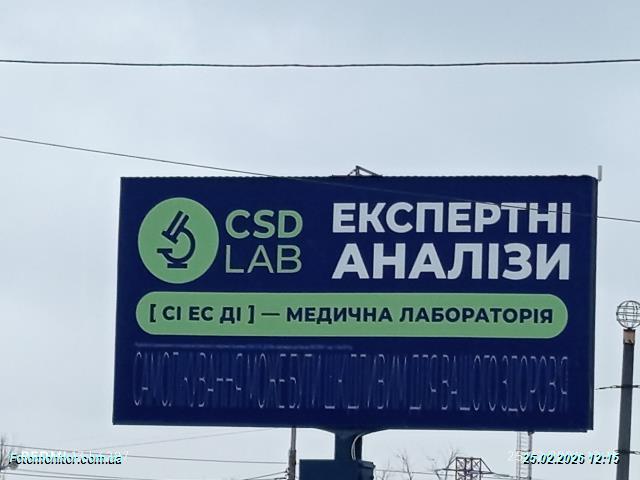 CSD
LAB
ЕКСПЕРТНІ
АНАЛІЗИ
[ СІ ЕС ДІ ] — МЕДИЧНА ЛАБОРАТОРІЯ
САМОЛІКУВАННЯ МОЖЕ БУТИ ШКІДЛИВИМ ДЛЯ ВАШОГО ЗДОРОВ'Я
Fotomonitor.com.ua
25.02.2026 12:15